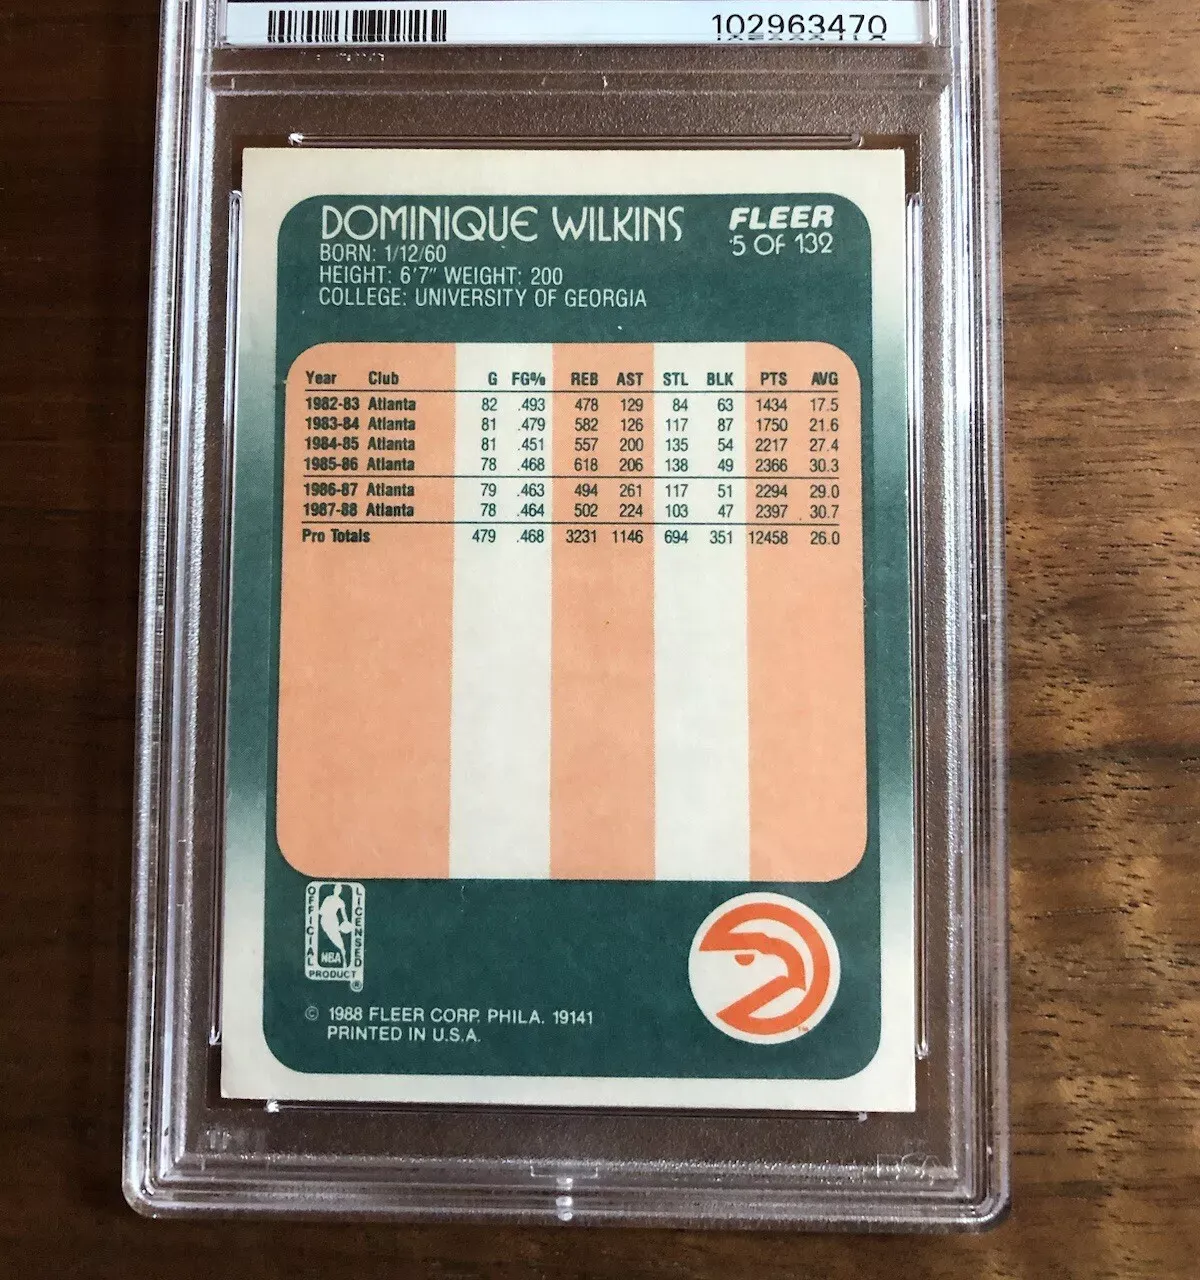 102963470
DOMINIQUE WILKINS
FLEER
5 OF 132
BORN: 1/12/60
HEIGHT: 6'7" WEIGHT: 200
COLLEGE: UNIVERSITY OF GEORGIA
Year Club G FG% REB AST STL BLK PTS AVG
1982-83 Atlanta 82 .493 478 129 84 63 1434 17.5
1983-84 Atlanta 81 .479 582 126 117 87 1750 21.6
1984-85 Atlanta 81 .451 557 200 135 54 2217 27.4
1985-86 Atlanta 78 .468 618 206 138 49 2366 30.3
1986-87 Atlanta 79 .463 494 261 117 51 2294 29.0
1987-88 Atlanta 78 .464 502 224 103 47 2397 30.7
Pro Totals 479 .468 3231 1146 694 351 12458 26.0
OFFICIAL
LICENSED
NBA
PRODUCT
®
TM
© 1988 FLEER CORP. PHILA. 19141
PRINTED IN U.S.A.
PSA